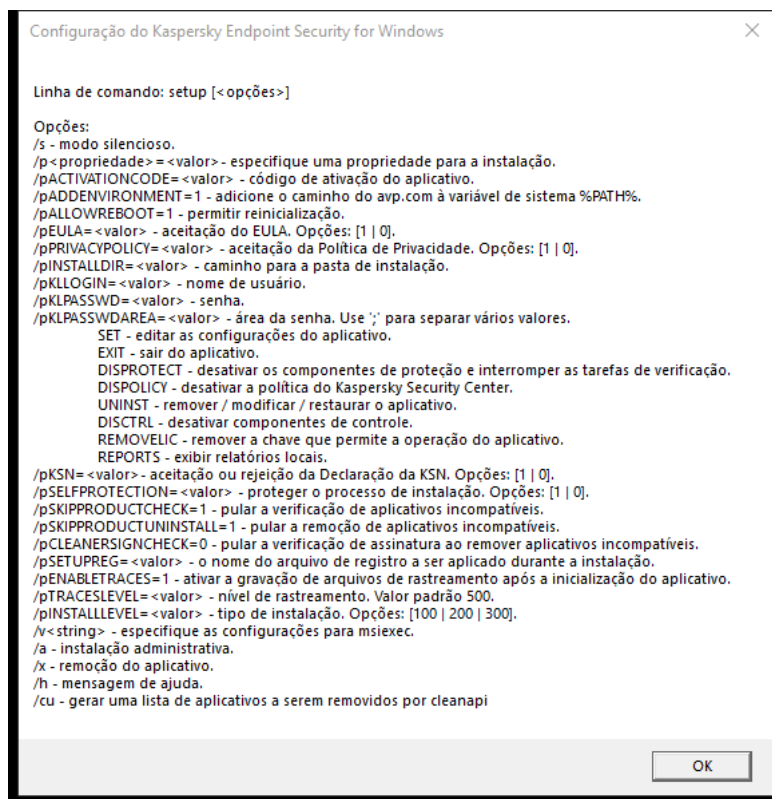 Configuração do Kaspersky Endpoint Security for Windows
Linha de comando: setup [<opções>]
Opções:
/s - modo silencioso.
/p<propriedade>=<valor>- especifique uma propriedade para a instalação.
/pACTIVATIONCODE=<valor> - código de ativação do aplicativo.
/pADDENVIRONMENT=1 - adicione o caminho do avp.com à variável de sistema %PATH%.
/pALLOWREBOOT=1 - permitir reinicialização.
/pEULA=<valor> - aceitação do EULA. Opções: [1 | 0].
/pPRIVACYPOLICY=<valor> - aceitação da Política de Privacidade. Opções: [1 | 0].
/pINSTALLDIR=<valor> - caminho para a pasta de instalação.
/pKLLOGIN=<valor> - nome de usuário.
/pKLPASSWD=<valor> - senha.
/pKLPASSWDAREA=<valor> - área da senha. Use ';' para separar vários valores.
SET - editar as configurações do aplicativo.
EXIT - sair do aplicativo.
DISPROTECT - desativar os componentes de proteção e interromper as tarefas de verificação.
DISPOLICY - desativar a política do Kaspersky Security Center.
UNINST - remover / modificar / restaurar o aplicativo.
DISCTRL - desativar componentes de controle.
REMOVELIC - remover a chave que permite a operação do aplicativo.
REPORTS - exibir relatórios locais.
/pKSN=<valor>- aceitação ou rejeição da Declaração da KSN. Opções: [1 | 0].
/pSELFPROTECTION=<valor> - proteger o processo de instalação. Opções: [1 | 0].
/pSKIPPRODUCTCHECK=1 - pular a verificação de aplicativos incompatíveis.
/pSKIPPRODUCTUNINSTALL=1 - pular a remoção de aplicativos incompatíveis.
/pCLEANERSIGNCHECK=0 - pular a verificação de assinatura ao remover aplicativos incompatíveis.
/pSETUPREG=<valor> - o nome do arquivo de registro a ser aplicado durante a instalação.
/pENABLETRACES=1 - ativar a gravação de arquivos de rastreamento após a inicialização do aplicativo.
/pTRACESLEVEL=<valor> - nível de rastreamento. Valor padrão 500.
/pINSTALLLEVEL=<valor> - tipo de instalação. Opções: [100 | 200 | 300].
/v<string> - especifique as configurações para msiexec.
/a - instalação administrativa.
/x - remoção do aplicativo.
/h - mensagem de ajuda.
/cu - gerar uma lista de aplicativos a serem removidos por cleanapi
OK